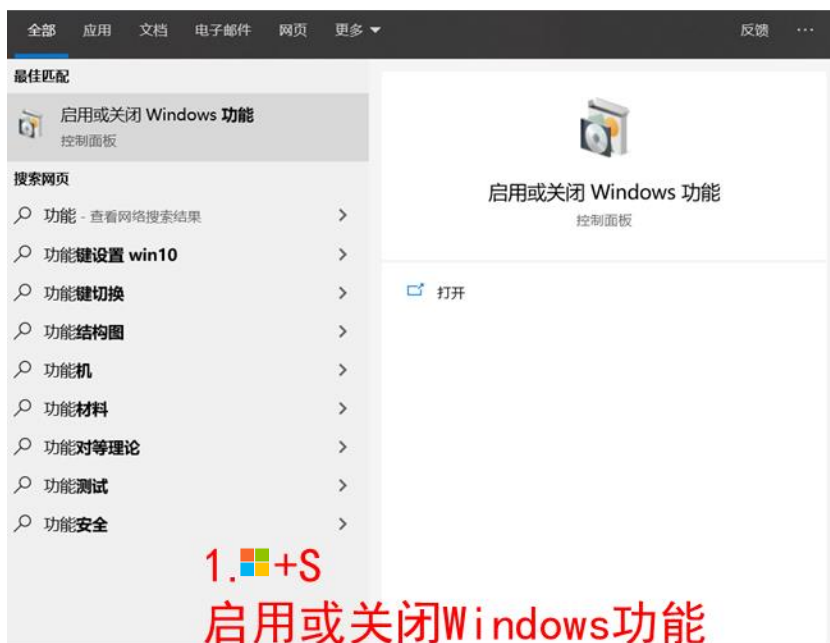 全部 应用 文档 电子邮件 网页 更多 反馈 ···
最佳匹配
启用或关闭 Windows 功能
控制面板
搜索网页
功能 - 查看网络搜索结果
功能键设置 win10
功能键切换
功能结构图
功能机
功能材料
功能对等理论
功能测试
功能安全
启用或关闭 Windows 功能
控制面板
打开
1.+S
启用或关闭Windows功能